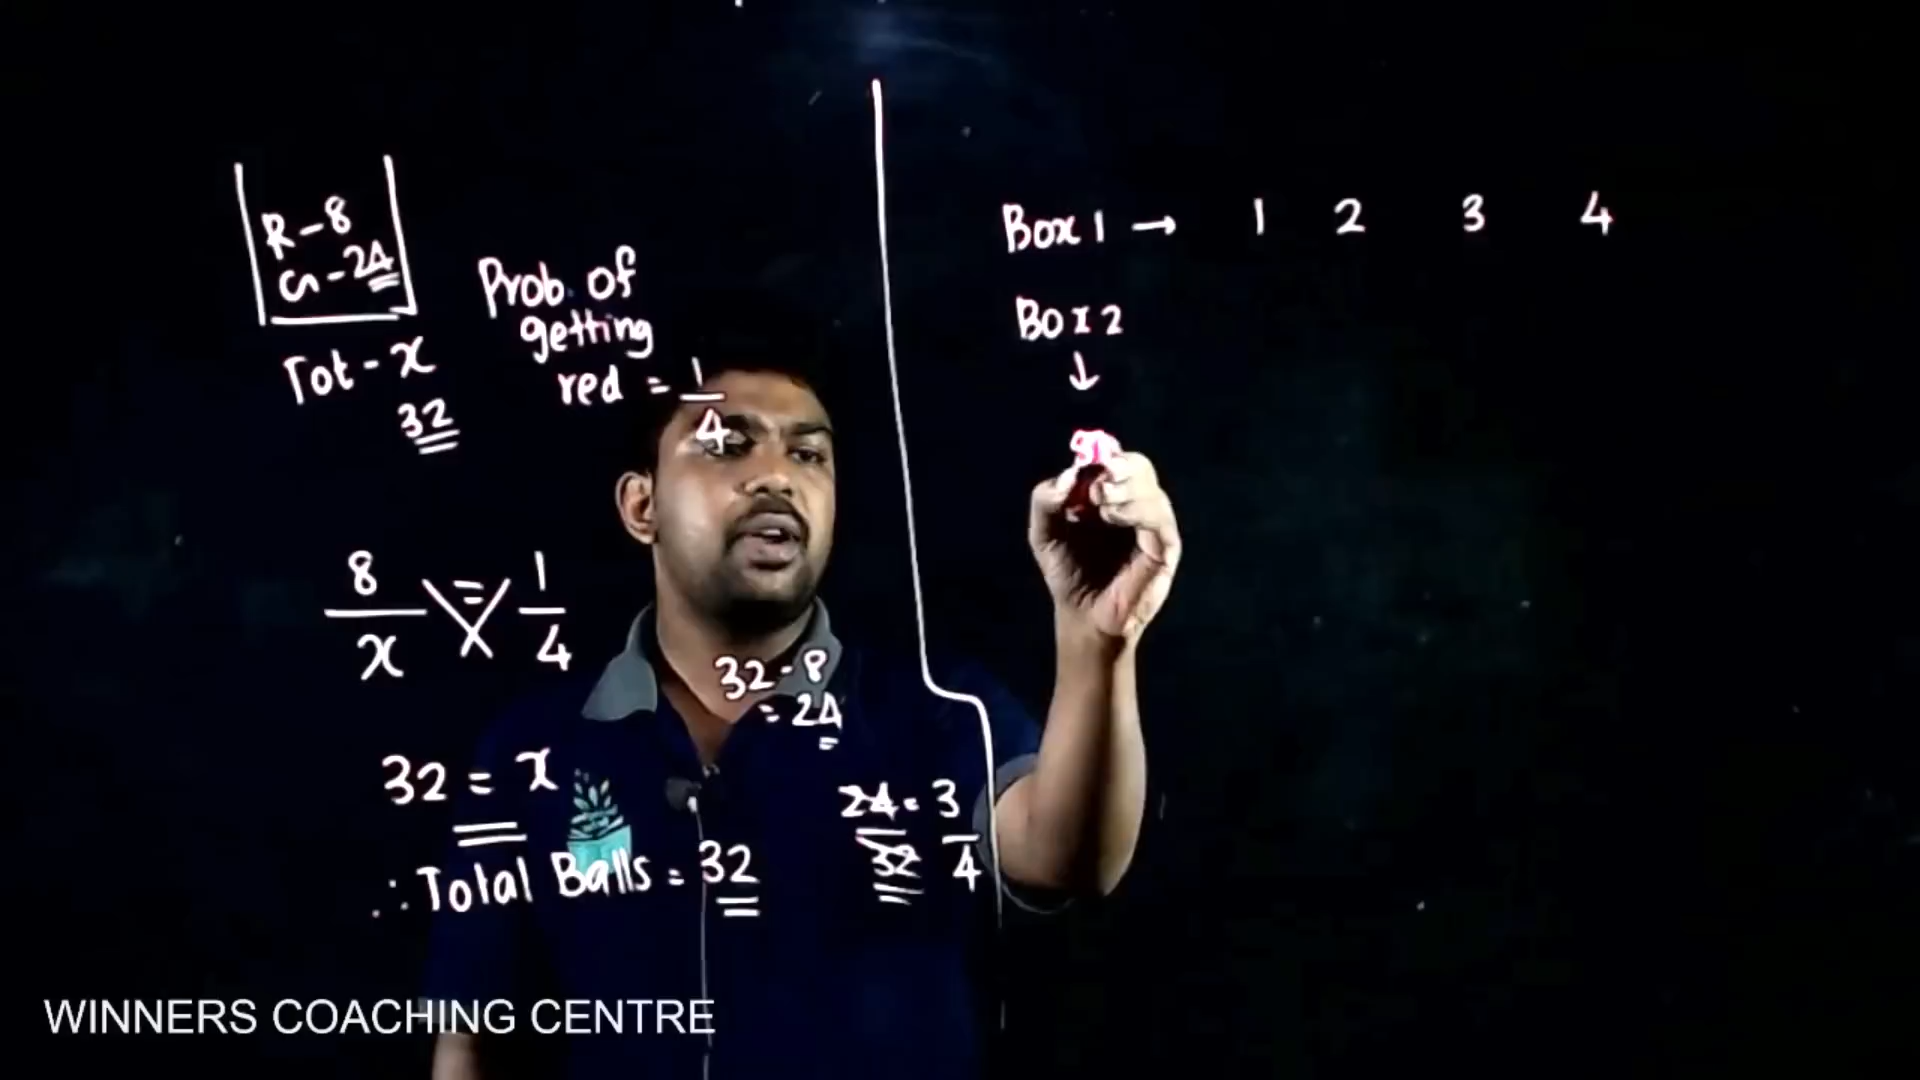 R - 8
G - 24
Tot - x
32
Prob. of
getting
red = 1/4
8/x = 1/4
32 - 8
= 24
32 = x
24/32 = 3/4
∴ Total Balls = 32
Box 1 → 1 2 3 4
Box 2
↓
WINNERS COACHING CENTRE